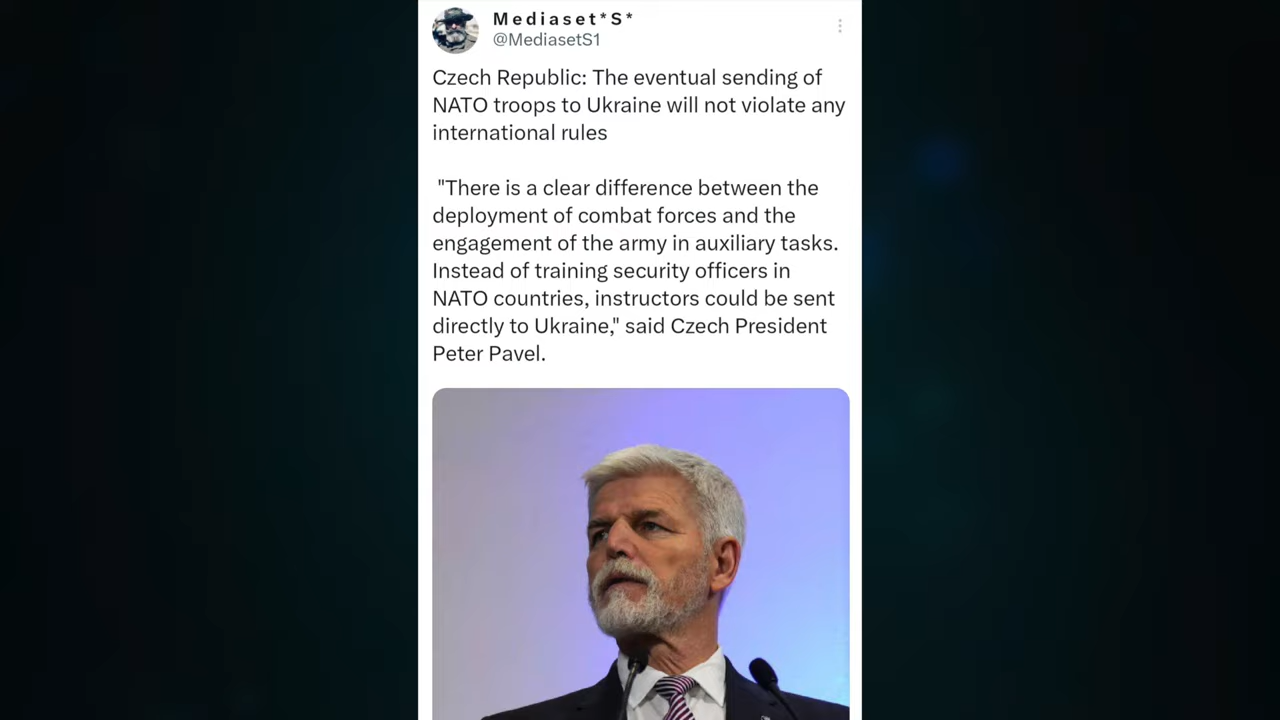 Mediaset*S*
@MediasetS1
Czech Republic: The eventual sending of
NATO troops to Ukraine will not violate any
international rules
"There is a clear difference between the
deployment of combat forces and the
engagement of the army in auxiliary tasks.
Instead of training security officers in
NATO countries, instructors could be sent
directly to Ukraine," said Czech President
Peter Pavel.